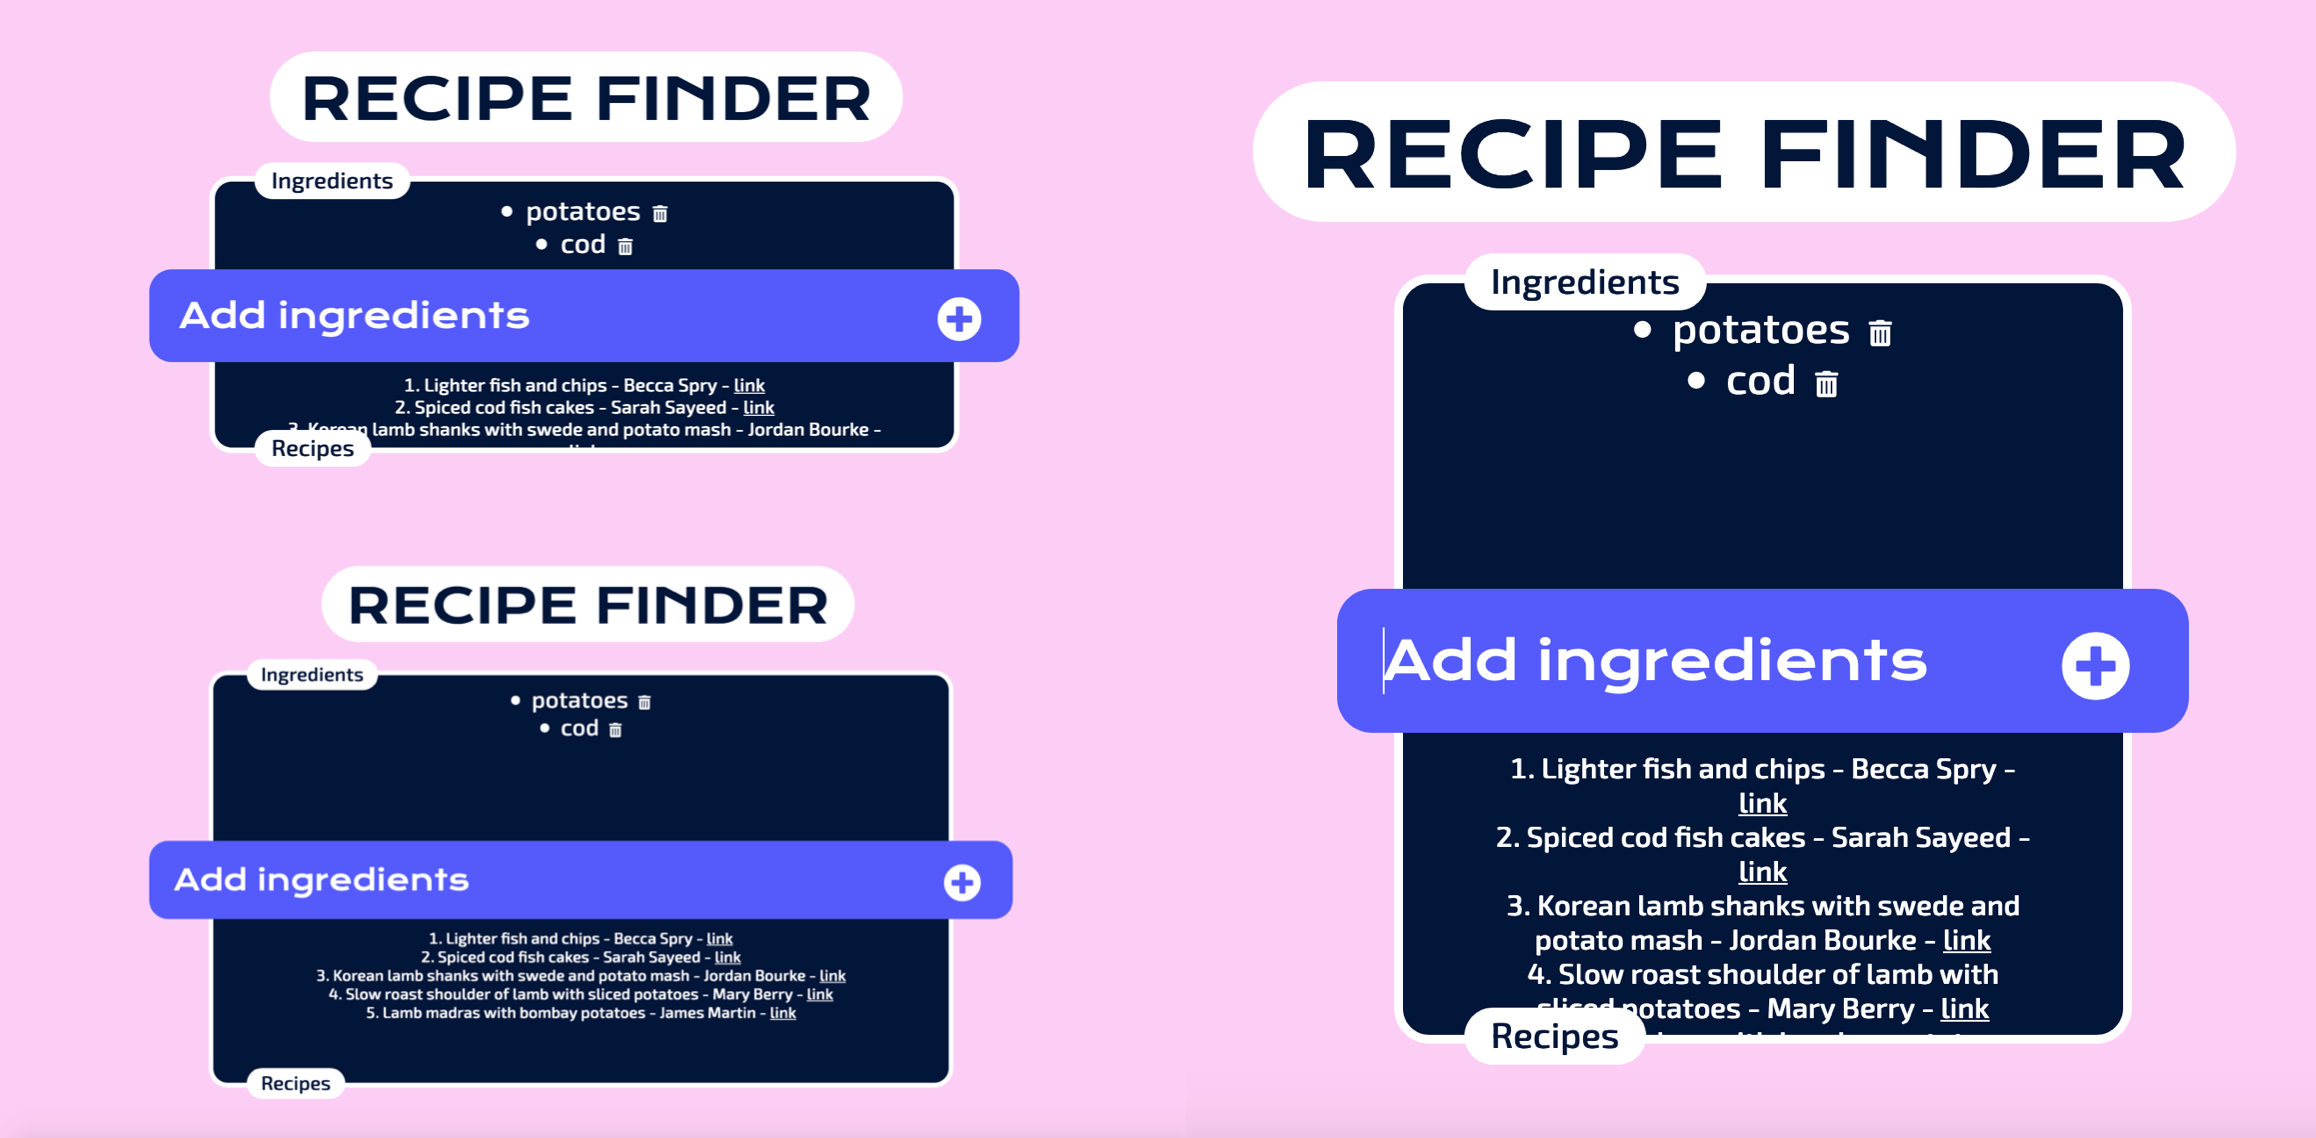 RECIPE FINDER
Ingredients
• potatoes
• cod
Add ingredients
1. Lighter fish and chips - Becca Spry - link
2. Spiced cod fish cakes - Sarah Sayeed - link
3. Korean lamb shanks with swede and potato mash - Jordan Bourke -
Recipes
RECIPE FINDER
Ingredients
• potatoes
• cod
Add ingredients
1. Lighter fish and chips - Becca Spry - link
2. Spiced cod fish cakes - Sarah Sayeed - link
3. Korean lamb shanks with swede and potato mash - Jordan Bourke - link
4. Slow roast shoulder of lamb with sliced potatoes - Mary Berry - link
5. Lamb madras with bombay potatoes - James Martin - link
Recipes
RECIPE FINDER
Ingredients
• potatoes
• cod
Add ingredients
1. Lighter fish and chips - Becca Spry -
link
2. Spiced cod fish cakes - Sarah Sayeed -
link
3. Korean lamb shanks with swede and
potato mash - Jordan Bourke - link
4. Slow roast shoulder of lamb with
sliced potatoes - Mary Berry - link
Recipes